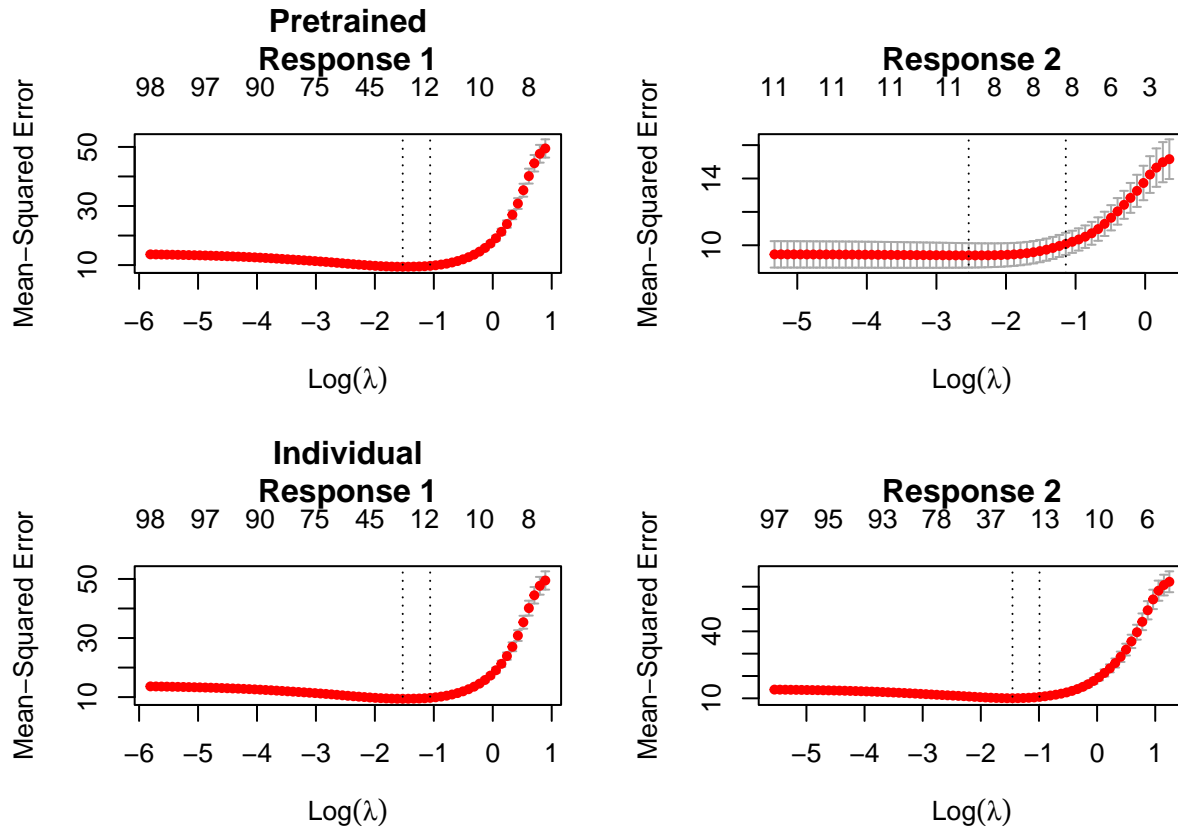 Pretrained
Response 1
98 97 90 75 45 12 10 8
Mean−Squared Error
50
30
10
−6 −5 −4 −3 −2 −1 0 1
Log(λ)
Response 2
11 11 11 11 8 8 8 6 3
Mean−Squared Error
14
10
−5 −4 −3 −2 −1 0
Log(λ)
Individual
Response 1
98 97 90 75 45 12 10 8
Mean−Squared Error
50
30
10
−6 −5 −4 −3 −2 −1 0 1
Log(λ)
Response 2
97 95 93 78 37 13 10 6
Mean−Squared Error
40
10
−5 −4 −3 −2 −1 0 1
Log(λ)